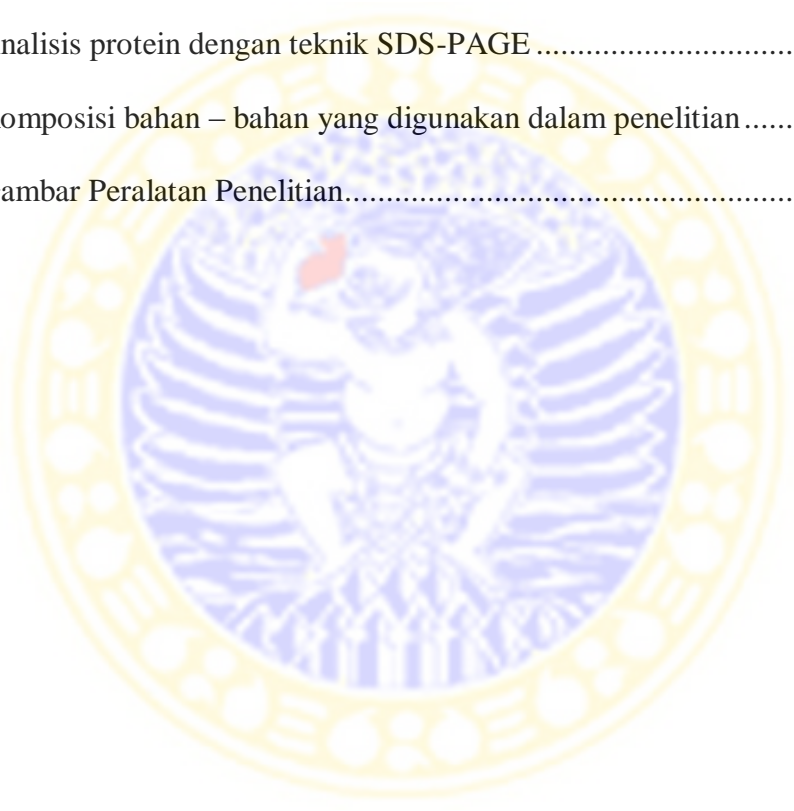 nalisis protein dengan teknik SDS-PAGE ...............................
omposisi bahan – bahan yang digunakan dalam penelitian ......
ambar Peralatan Penelitian......................................................